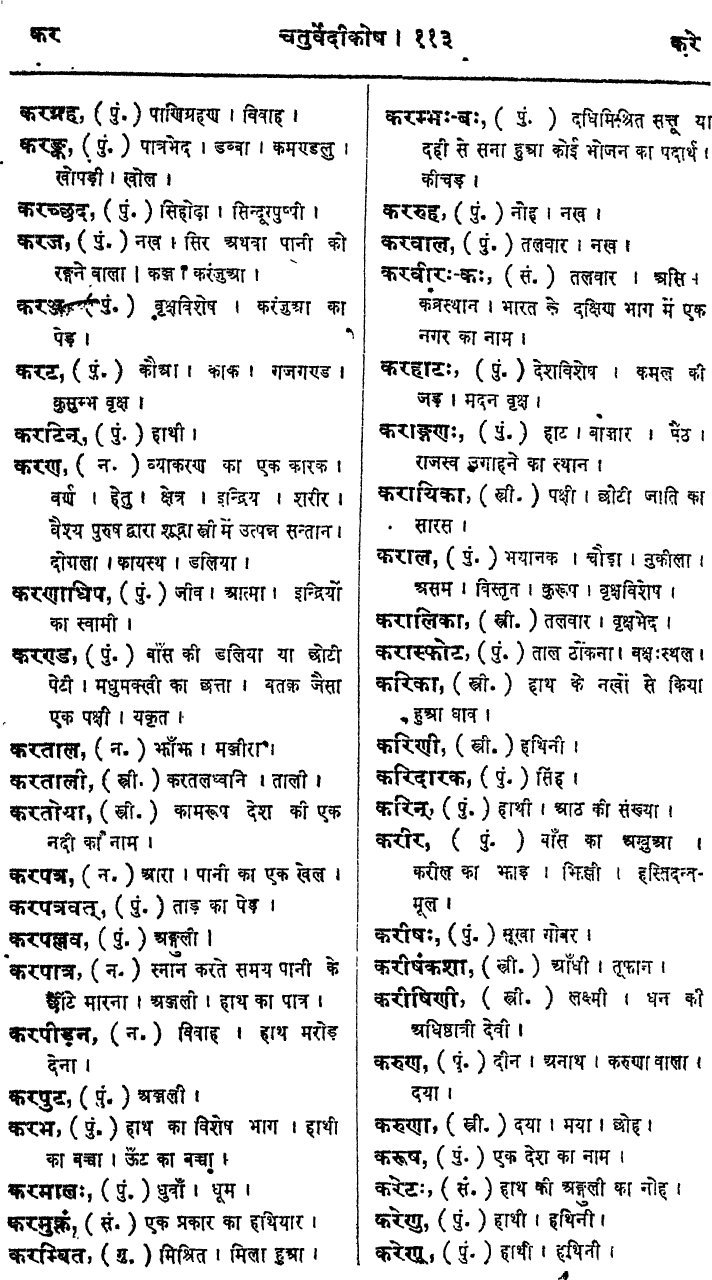 कर
चतुर्वेदीकोष । ११३
करे
करग्रह, ( पुं. ) पाणिग्रहण । विवाह ।
करङ्क, ( पुं. ) पात्रभेद । डब्बा । कमण्डलु ।
खोपड़ी । खोल ।
करच्छद, ( पुं. ) सिहोढ़ा । सिन्दूरपुष्पी ।
करज, ( पुं. ) नख । सिर अथवा पानी को
रङ्गने वाला । कञ्ज करंजुआ ।
( पुं. ) वृक्षविशेष । करंजुआ का
पेड़ ।
करट, ( पुं. ) कौआ । काक । गजगण्ड ।
कुसुम्भ वृक्ष ।
करटिन्, ( पुं. ) हाथी ।
करण, ( न. ) व्याकरण का एक कारक ।
वर्ण । हेतु । क्षेत्र । इन्द्रिय । शरीर ।
वैश्य पुरुष द्वारा शूद्रा स्त्री में उत्पन्न सन्तान ।
दोगला । कायस्थ । डलिया ।
करणाधिप, ( पुं. ) जीव । आत्मा । इन्द्रियों
का स्वामी ।
करण्ड, ( पुं. ) बाँस की डलिया या छोटी
पेटी । मधुमक्खी का छत्ता । बतक़ जैसा
एक पक्षी । यकृत ।
करताल, ( न. ) झाँझ । मञ्जीरा ।
करताली, ( स्त्री. ) करतलध्वनि । ताली ।
करतोया, ( स्त्री. ) कामरूप देश की एक
नदी का नाम ।
करपत्र, ( न. ) आरा । पानी का एक खेल ।
करपत्रवत्, ( पुं. ) ताड़ का पेड़ ।
करपल्लव, ( पुं. ) अङ्गुली ।
करपात्र, ( न. ) स्नान करते समय पानी के
छींटे मारना । अञ्जली । हाथ का पात्र ।
करपीड़न, ( न. ) विवाह । हाथ मरोड़
देना ।
करपुट, ( पुं. ) अञ्जली ।
करभ, ( पुं. ) हाथ का विशेष भाग । हाथी
का बच्चा । ऊँट का बच्चा ।
करमालः, ( पुं. ) धुवाँ । धूम ।
करमुक्तं, ( सं. ) एक प्रकार का हथियार ।
करम्बित, ( गु. ) मिश्रित । मिला हुआ ।
करम्भः-बः, ( पुं. ) दधिमिश्रित सत्तू या
दही से सना हुआ कोई भोजन का पदार्थ ।
कीचड़ ।
कररुह, ( पुं. ) नोह । नख ।
करवाल, ( पुं. ) तलवार । नख ।
करवीरः-कः, ( सं. ) तलवार । असि ।
कब्रस्थान । भारत के दक्षिण भाग में एक
नगर का नाम ।
करहाटः, ( पुं. ) देशविशेष । कमल की
जड़ । मदन वृक्ष ।
कराङ्गणः, ( पुं. ) हाट । बाज़ार । पैंठ ।
राजस्व उगाहने का स्थान ।
करायिका, ( स्त्री. ) पक्षी । छोटी जाति का
सारस ।
कराल, ( पुं. ) भयानक । चौड़ा । नुकीला ।
असम । विस्तृत । कुरूप । वृक्षविशेष ।
करालिका, ( स्त्री. ) तलवार । वृक्षभेद ।
करास्फोट, ( पुं. ) ताल ठोंकना । वक्षःस्थल ।
करिका, ( स्त्री. ) हाथ के नखों से किया
हुआ घाव ।
करिणी, ( स्त्री. ) हथिनी ।
करिदारक, ( पुं. ) सिंह ।
करिन्, ( पुं. ) हाथी । आठ की संख्या ।
करीर, ( पुं. ) बाँस का अखुआ ।
करील का झाड़ । झिल्ली । हस्तिदन्त-
मूल ।
करीषः, ( पुं. ) सूखा गोबर ।
करीषंकशा, ( स्त्री. ) आँधी । तूफान ।
करीषिणी, ( स्त्री. ) लक्ष्मी । धन की
अधिष्ठात्री देवी ।
करुण, ( पुं. ) दीन । अनाथ । करुणा वाला ।
दया ।
करुणा, ( स्त्री. ) दया । मया । छोह ।
करूष, ( पुं. ) एक देश का नाम ।
करेटः, ( सं. ) हाथ की अङ्गुली का नोह ।
करेणु, ( पुं. ) हाथी । हथिनी ।
करेणू, ( पुं. ) हाथी । हथिनी ।